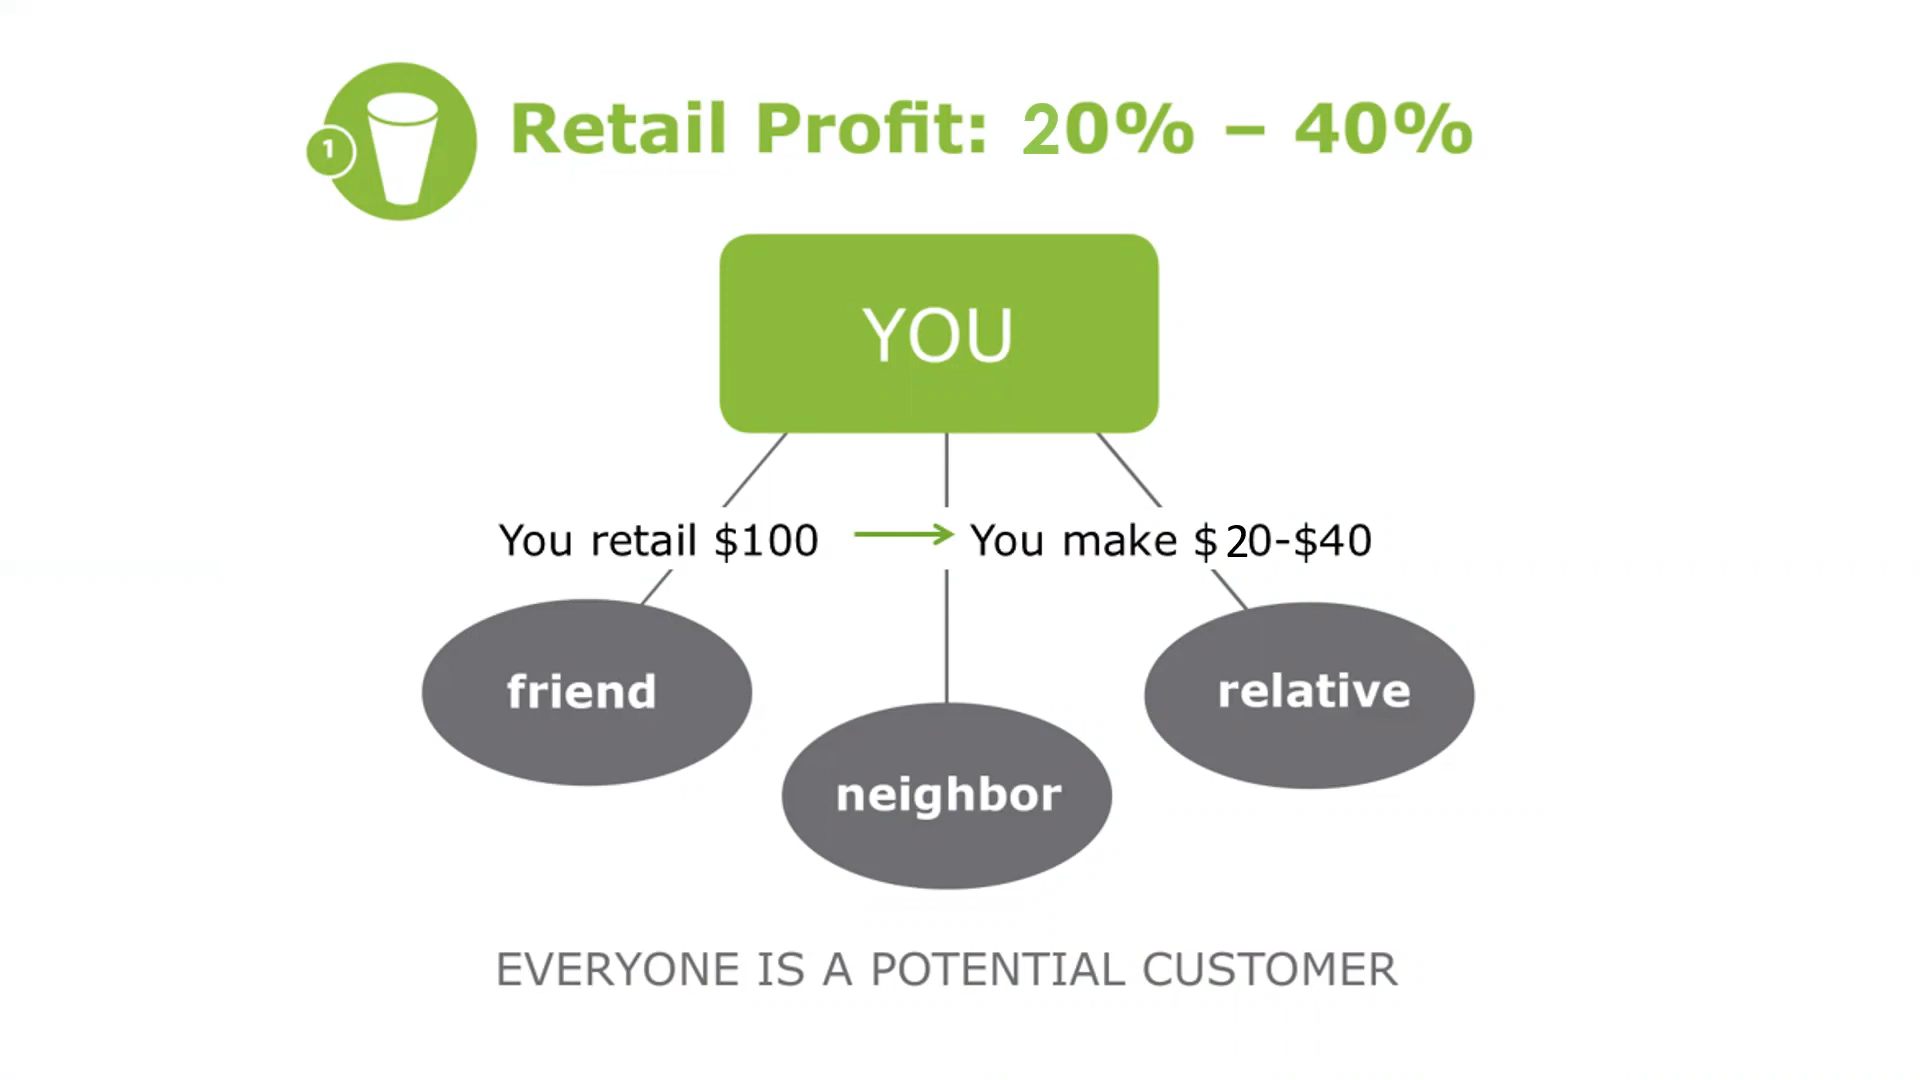 1
Retail Profit: 20% – 40%
YOU
You retail $100
You make $20-$40
friend
relative
neighbor
EVERYONE IS A POTENTIAL CUSTOMER